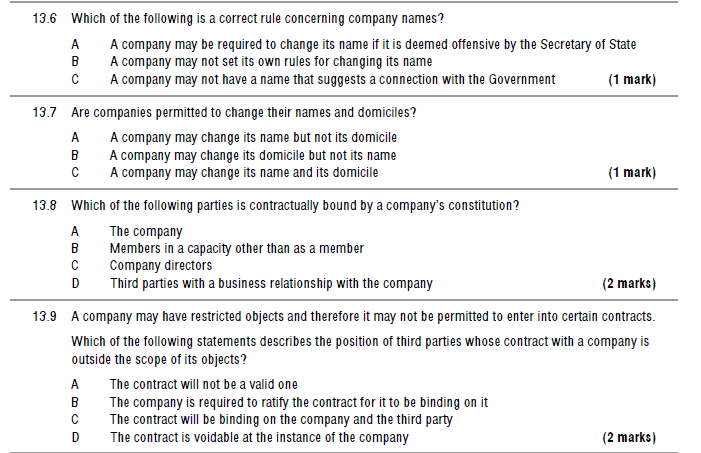 13.6 Which of the following is a correct rule concerning company names?
A A company may be required to change its name if it is deemed offensive by the Secretary of State
B A company may not set its own rules for changing its name
C A company may not have a name that suggests a connection with the Government (1 mark)
13.7 Are companies permitted to change their names and domiciles?
A A company may change its name but not its domicile
B A company may change its domicile but not its name
C A company may change its name and its domicile (1 mark)
13.8 Which of the following parties is contractually bound by a company's constitution?
A The company
B Members in a capacity other than as a member
C Company directors
D Third parties with a business relationship with the company (2 marks)
13.9 A company may have restricted objects and therefore it may not be permitted to enter into certain contracts.
Which of the following statements describes the position of third parties whose contract with a company is
outside the scope of its objects?
A The contract will not be a valid one
B The company is required to ratify the contract for it to be binding on it
C The contract will be binding on the company and the third party
D The contract is voidable at the instance of the company (2 marks)